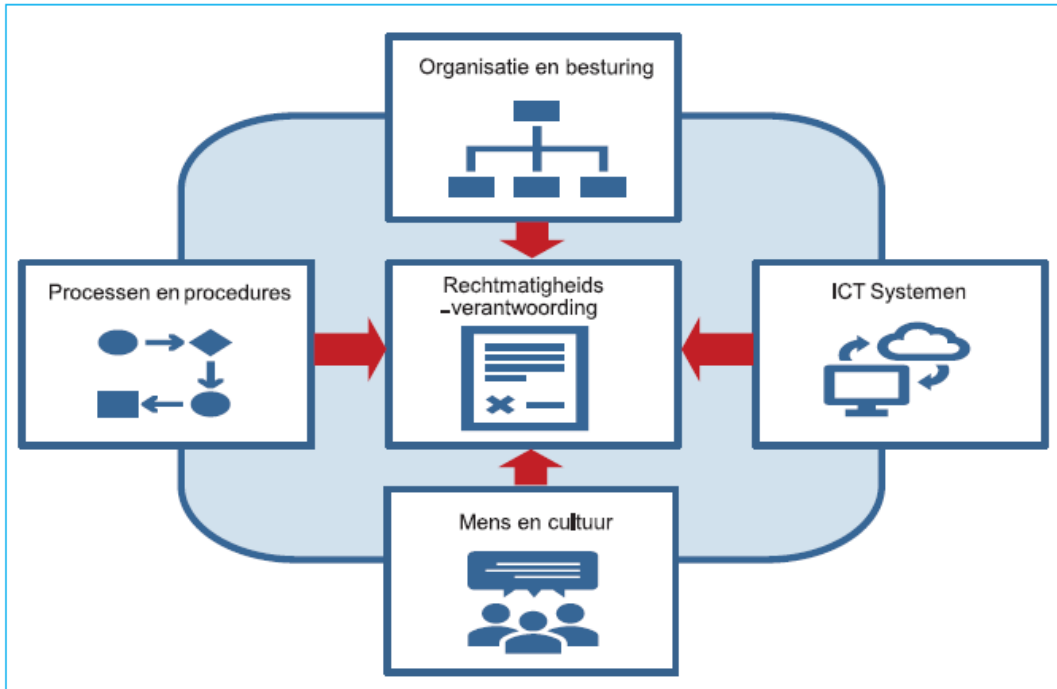 Organisatie en besturing
Processen en procedures
Rechtmatigheids
-verantwoording
ICT Systemen
Mens en cultuur